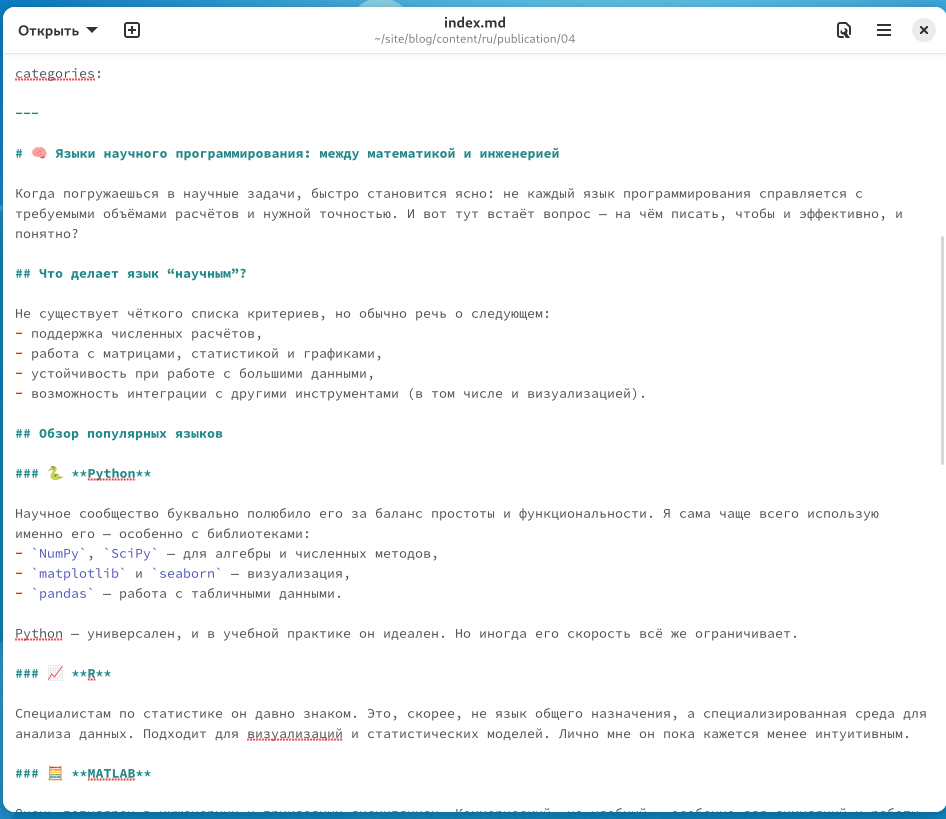 Открыть
index.md
~/site/blog/content/ru/publication/04
categories:
---
# 🧠 Языки научного программирования: между математикой и инженерией
Когда погружаешься в научные задачи, быстро становится ясно: не каждый язык программирования справляется с
требуемыми объёмами расчётов и нужной точностью. И вот тут встаёт вопрос — на чём писать, чтобы и эффективно, и
понятно?
## Что делает язык “научным”?
Не существует чёткого списка критериев, но обычно речь о следующем:
- поддержка численных расчётов,
- работа с матрицами, статистикой и графиками,
- устойчивость при работе с большими данными,
- возможность интеграции с другими инструментами (в том числе и визуализацией).
## Обзор популярных языков
### 🐍 **Python**
Научное сообщество буквально полюбило его за баланс простоты и функциональности. Я сама чаще всего использую
именно его — особенно с библиотеками:
- `NumPy`, `SciPy` — для алгебры и численных методов,
- `matplotlib` и `seaborn` — визуализация,
- `pandas` — работа с табличными данными.
Python — универсален, и в учебной практике он идеален. Но иногда его скорость всё же ограничивает.
### 📈 **R**
Специалистам по статистике он давно знаком. Это, скорее, не язык общего назначения, а специализированная среда для
анализа данных. Подходит для визуализаций и статистических моделей. Лично мне он пока кажется менее интуитивным.
### 🧮 **MATLAB**